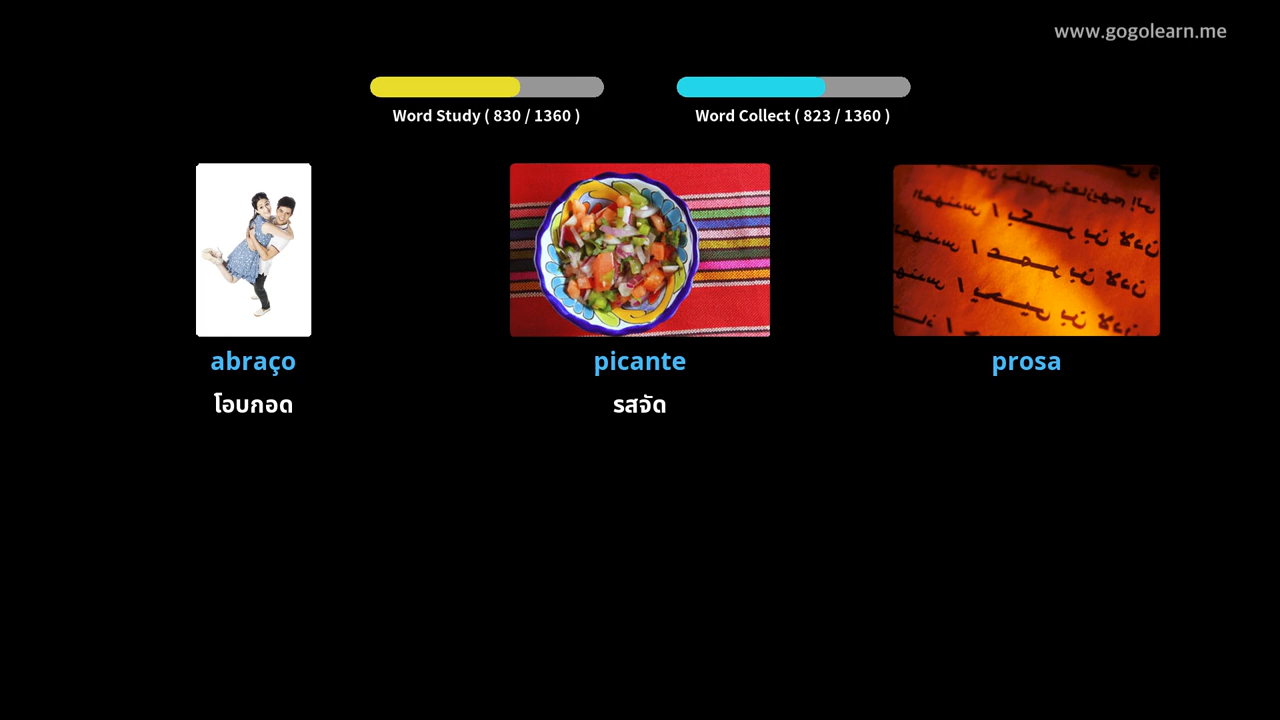 www.gogolearn.me
Word Study ( 830 / 1360 )
Word Collect ( 823 / 1360 )
abraço
picante
prosa
โอบกอด
รสจัด